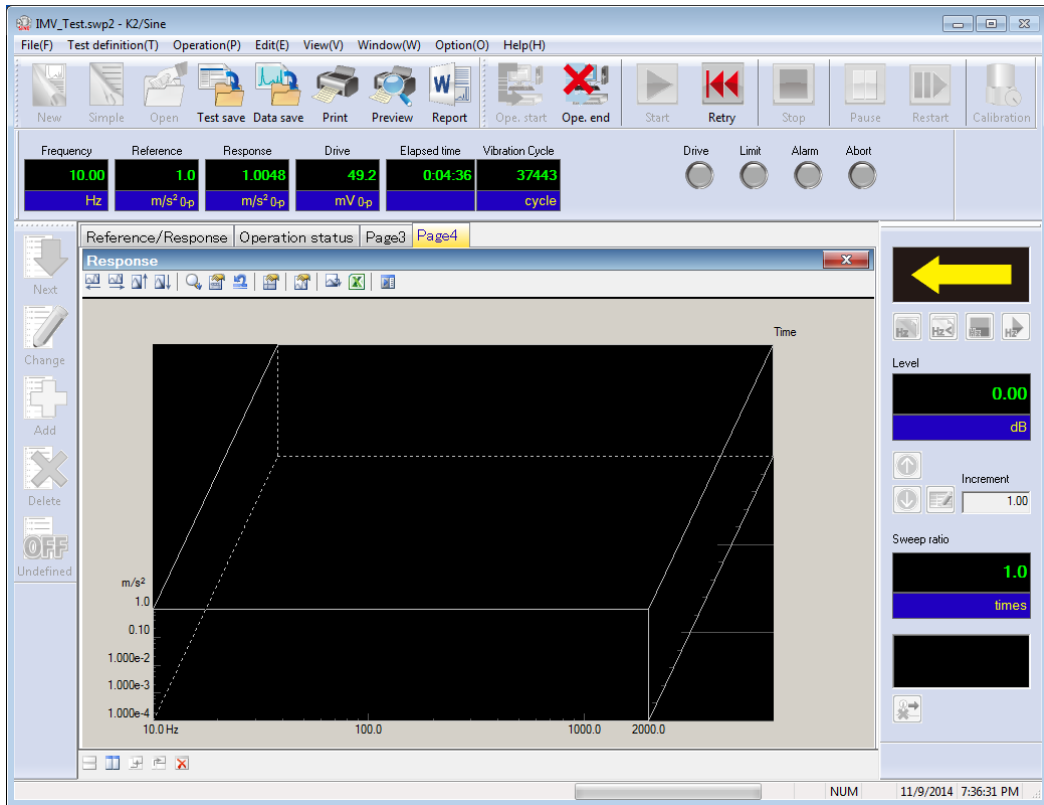 IMV_Test.swp2 - K2/Sine
File(F) Test definition(T) Operation(P) Edit(E) View(V) Window(W) Option(O) Help(H)
New Simple Open Test save Data save Print Preview Report Ope. start Ope. end Start Retry Stop Pause Restart Calibration
Frequency Reference Response Drive Elapsed time Vibration Cycle Drive Limit Alarm Abort
10.00 1.0 1.0048 49.2 0:04:36 37443
Hz m/s² 0-p m/s² 0-p mV 0-p cycle
Reference/Response Operation status Page3 Page4
Response
Next
Change
Add
Delete
OFF
Undefined
Time
m/s²
1.0
0.10
1.000e-2
1.000e-3
1.000e-4
10.0 Hz 100.0 1000.0 2000.0
Level
0.00
dB
Increment
1.00
Sweep ratio
1.0
times
NUM 11/9/2014 7:36:31 PM